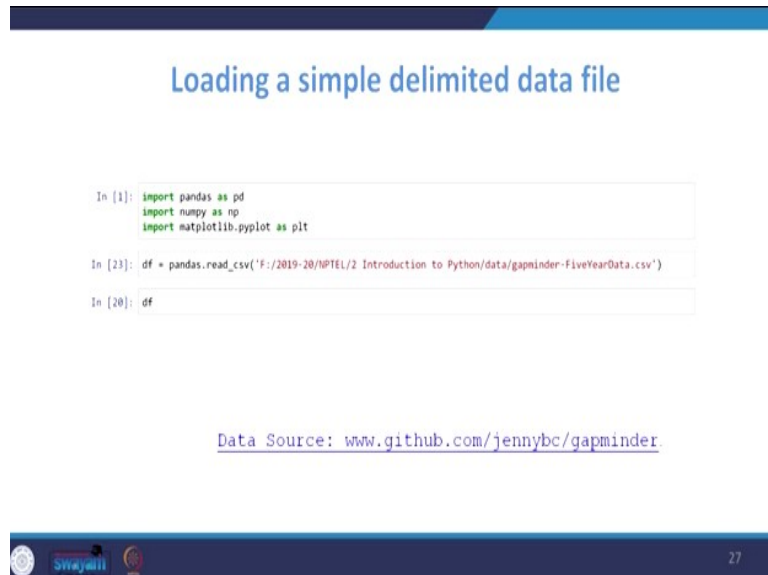 Loading a simple delimited data file
In [1]: import pandas as pd
import numpy as np
import matplotlib.pyplot as plt
In [23]: df = pandas.read_csv('F:/2019-20/NPTEL/2 Introduction to Python/data/gapminder-FiveYearData.csv')
In [20]: df
Data Source: www.github.com/jennybc/gapminder.
swayam
27